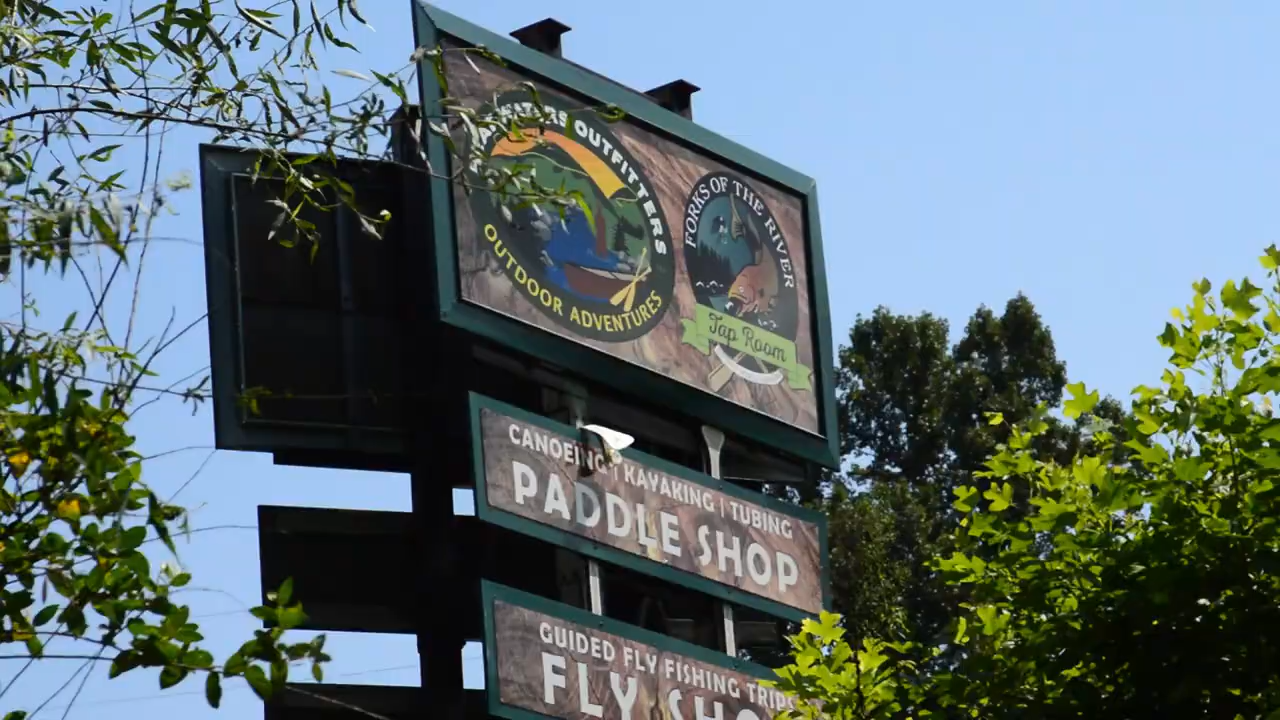 OUTFITTERS
OUTDOOR ADVENTURES
FORKS OF THE RIVER
Tap Room
CANOEING | KAYAKING | TUBING
PADDLE SHOP
GUIDED FLY FISHING TRIPS
FLY